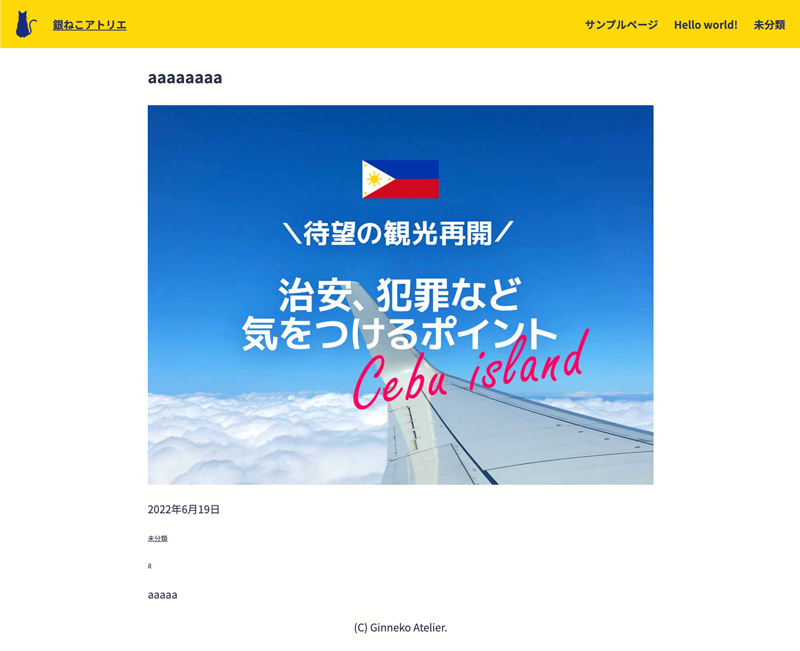 銀ねこアトリエ
サンプルページ Hello world! 未分類
aaaaaaaa
\待望の観光再開/
治安、犯罪など
気をつけるポイント
Cebu island
2022年6月19日
未分類
a
aaaaa
(C) Ginneko Atelier.